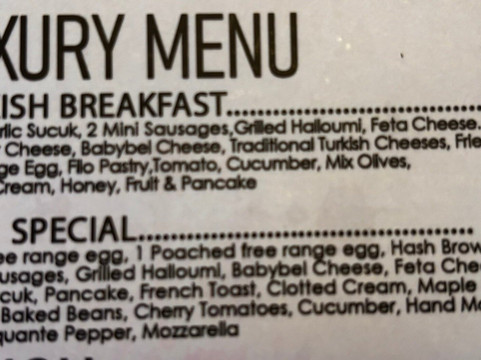 XURY MENU
ISH BREAKFAST
rlic Sucuk, 2 Mini Sausages,Grilled Halloumi, Feta Cheese.
Cheese, Babybel Cheese, Traditional Turkish Cheeses, Frie
ge Egg, Filo Pastry,Tomato, Cucumber, Mix Olives,
Cream, Honey, Fruit & Pancake
SPECIAL
ee range egg, 1 Poached free range egg, Hash Brow
usages, Grilled Halloumi, Babybel Cheese, Feta Chee
cuk, Pancake, French Toast, Clotted Cream, Maple
Baked Beans, Cherry Tomatoes, Cucumber, Hand Ma
quante Pepper, Mozzarella